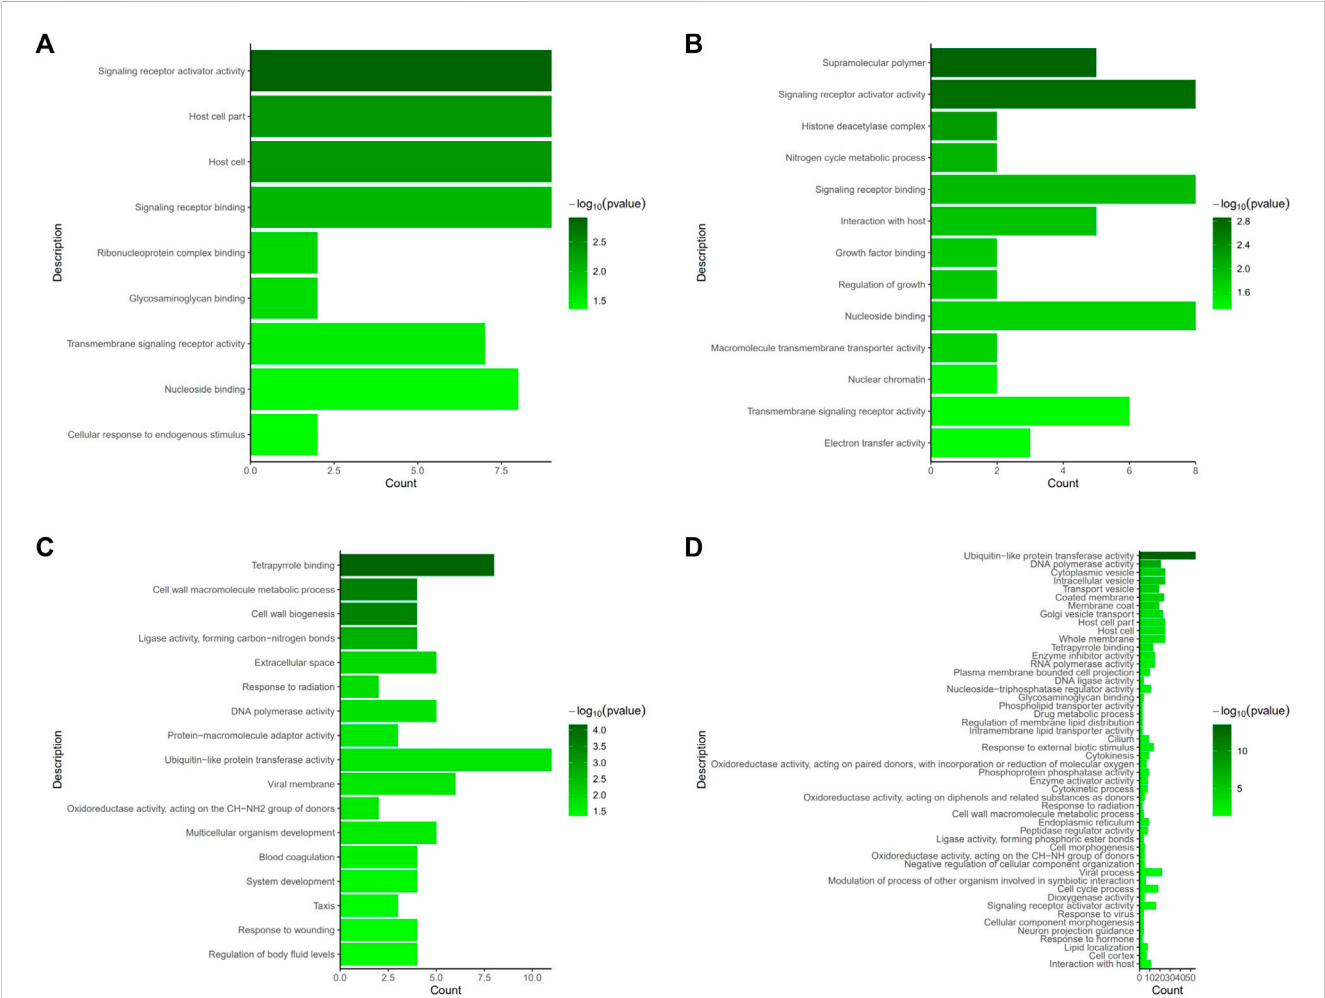 A
Signaling receptor activator activity
Host cell part
Host cell
Signaling receptor binding
Ribonucleoprotein complex binding
Glycosaminoglycan binding
Transmembrane signaling receptor activity
Nucleoside binding
Cellular response to endogenous stimulus
Description
0.0 2.5 5.0 7.5
Count
−log10(pvalue)
2.5
2.0
1.5
B
Supramolecular polymer
Signaling receptor activator activity
Histone deacetylase complex
Nitrogen cycle metabolic process
Signaling receptor binding
Interaction with host
Growth factor binding
Regulation of growth
Nucleoside binding
Macromolecule transmembrane transporter activity
Nuclear chromatin
Transmembrane signaling receptor activity
Electron transfer activity
Description
0 2 4 6 8
Count
−log10(pvalue)
2.8
2.4
2.0
1.6
C
Tetrapyrrole binding
Cell wall macromolecule metabolic process
Cell wall biogenesis
Ligase activity, forming carbon−nitrogen bonds
Extracellular space
Response to radiation
DNA polymerase activity
Protein−macromolecule adaptor activity
Ubiquitin−like protein transferase activity
Viral membrane
Oxidoreductase activity, acting on the CH−NH2 group of donors
Multicellular organism development
Blood coagulation
System development
Taxis
Response to wounding
Regulation of body fluid levels
Description
0.0 2.5 5.0 7.5 10.0
Count
−log10(pvalue)
4.0
3.5
3.0
2.5
2.0
1.5
D
Ubiquitin−like protein transferase activity
DNA polymerase activity
Cytoplasmic vesicle
Intracellular vesicle
Transport vesicle
Coated membrane
Membrane coat
Golgi vesicle transport
Host cell part
Host cell
Whole membrane
Tetrapyrrole binding
Enzyme inhibitor activity
RNA polymerase activity
Plasma membrane bounded cell projection
DNA ligase activity
Nucleoside−triphosphatase regulator activity
Glycosaminoglycan binding
Phospholipid transporter activity
Drug metabolic process
Regulation of membrane lipid distribution
Intramembrane lipid transporter activity
Cilium
Response to external biotic stimulus
Cytokinesis
Oxidoreductase activity, acting on paired donors, with incorporation or reduction of molecular oxygen
Phosphoprotein phosphatase activity
Enzyme activator activity
Cytokinetic process
Oxidoreductase activity, acting on diphenols and related substances as donors
Response to radiation
Cell wall macromolecule metabolic process
Endoplasmic reticulum
Peptidase regulator activity
Ligase activity, forming phosphoric ester bonds
Cell morphogenesis
Oxidoreductase activity, acting on the CH−NH group of donors
Negative regulation of cellular component organization
Viral process
Modulation of process of other organism involved in symbiotic interaction
Cell cycle process
Dioxygenase activity
Signaling receptor activator activity
Response to virus
Cellular component morphogenesis
Neuron projection guidance
Response to hormone
Lipid localization
Cell cortex
Interaction with host
Description
0 1020304050
Count
−log10(pvalue)
10
5